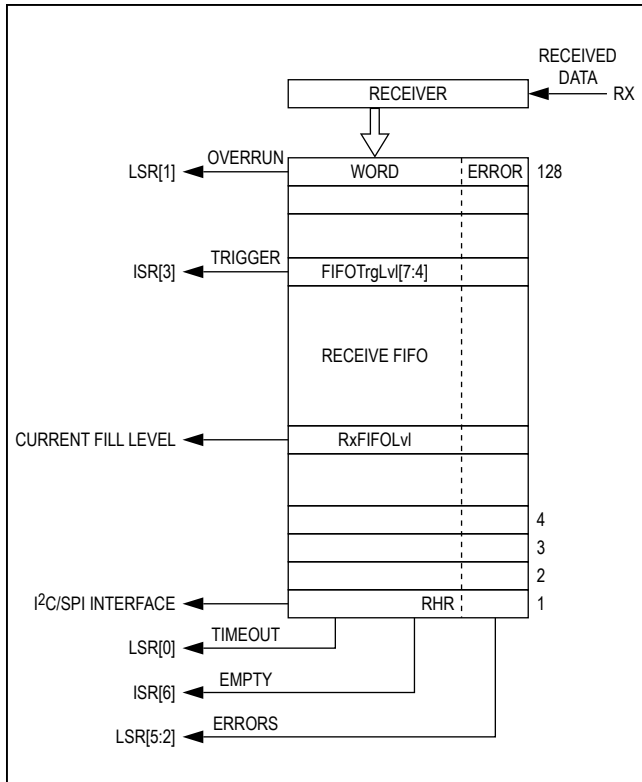 RECEIVED
DATA
RECEIVER
RX
OVERRUN
LSR[1]
WORD
ERROR
128
TRIGGER
ISR[3]
FIFOTrgLvl[7:4]
RECEIVE FIFO
CURRENT FILL LEVEL
RxFIFOLvl
4
3
2
I2C/SPI INTERFACE
RHR
1
TIMEOUT
LSR[0]
EMPTY
ISR[6]
ERRORS
LSR[5:2]